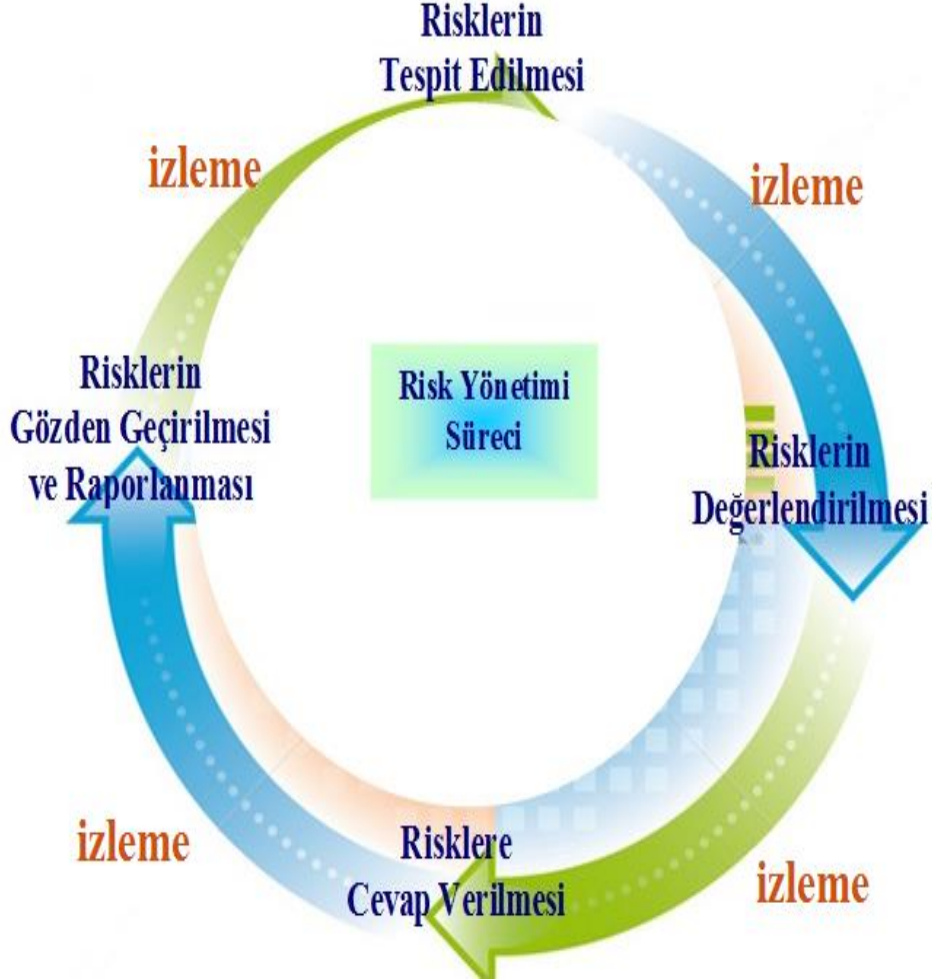 Risklerin
Tespit Edilmesi
izleme
izleme
Risklerin
Gözden Geçirilmesi
ve Raporlanması
Risk Yönetimi
Süreci
Risklerin
Değerlendirilmesi
izleme
Risklere
Cevap Verilmesi
izleme